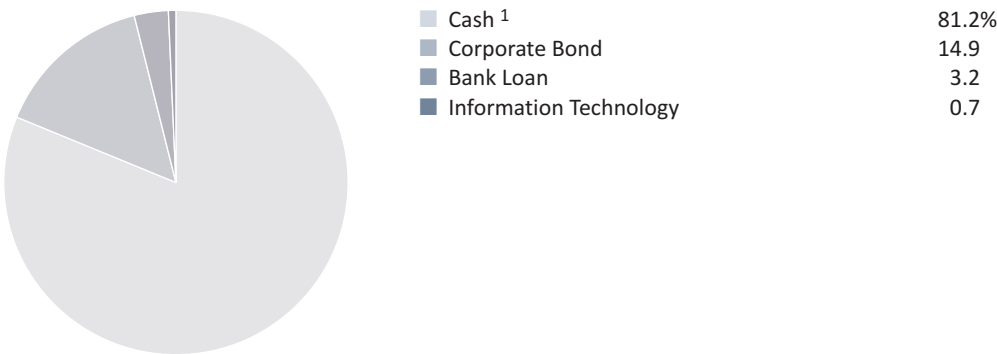 Cash 1 81.2%
Corporate Bond 14.9
Bank Loan 3.2
Information Technology 0.7